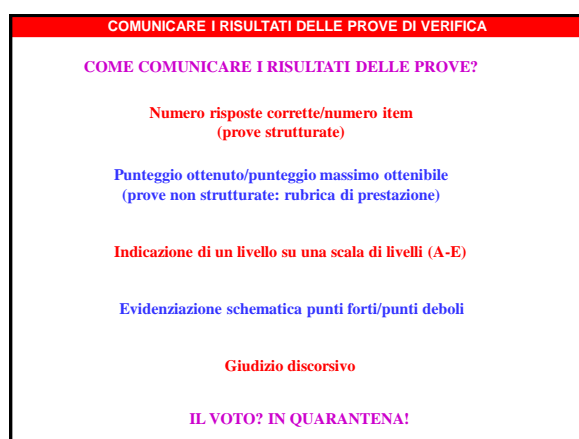 COMUNICARE I RISULTATI DELLE PROVE DI VERIFICA
COME COMUNICARE I RISULTATI DELLE PROVE?
Numero risposte corrette/numero item
(prove strutturate)
Punteggio ottenuto/punteggio massimo ottenibile
(prove non strutturate: rubrica di prestazione)
Indicazione di un livello su una scala di livelli (A-E)
Evidenziazione schematica punti forti/punti deboli
Giudizio discorsivo
IL VOTO? IN QUARANTENA!